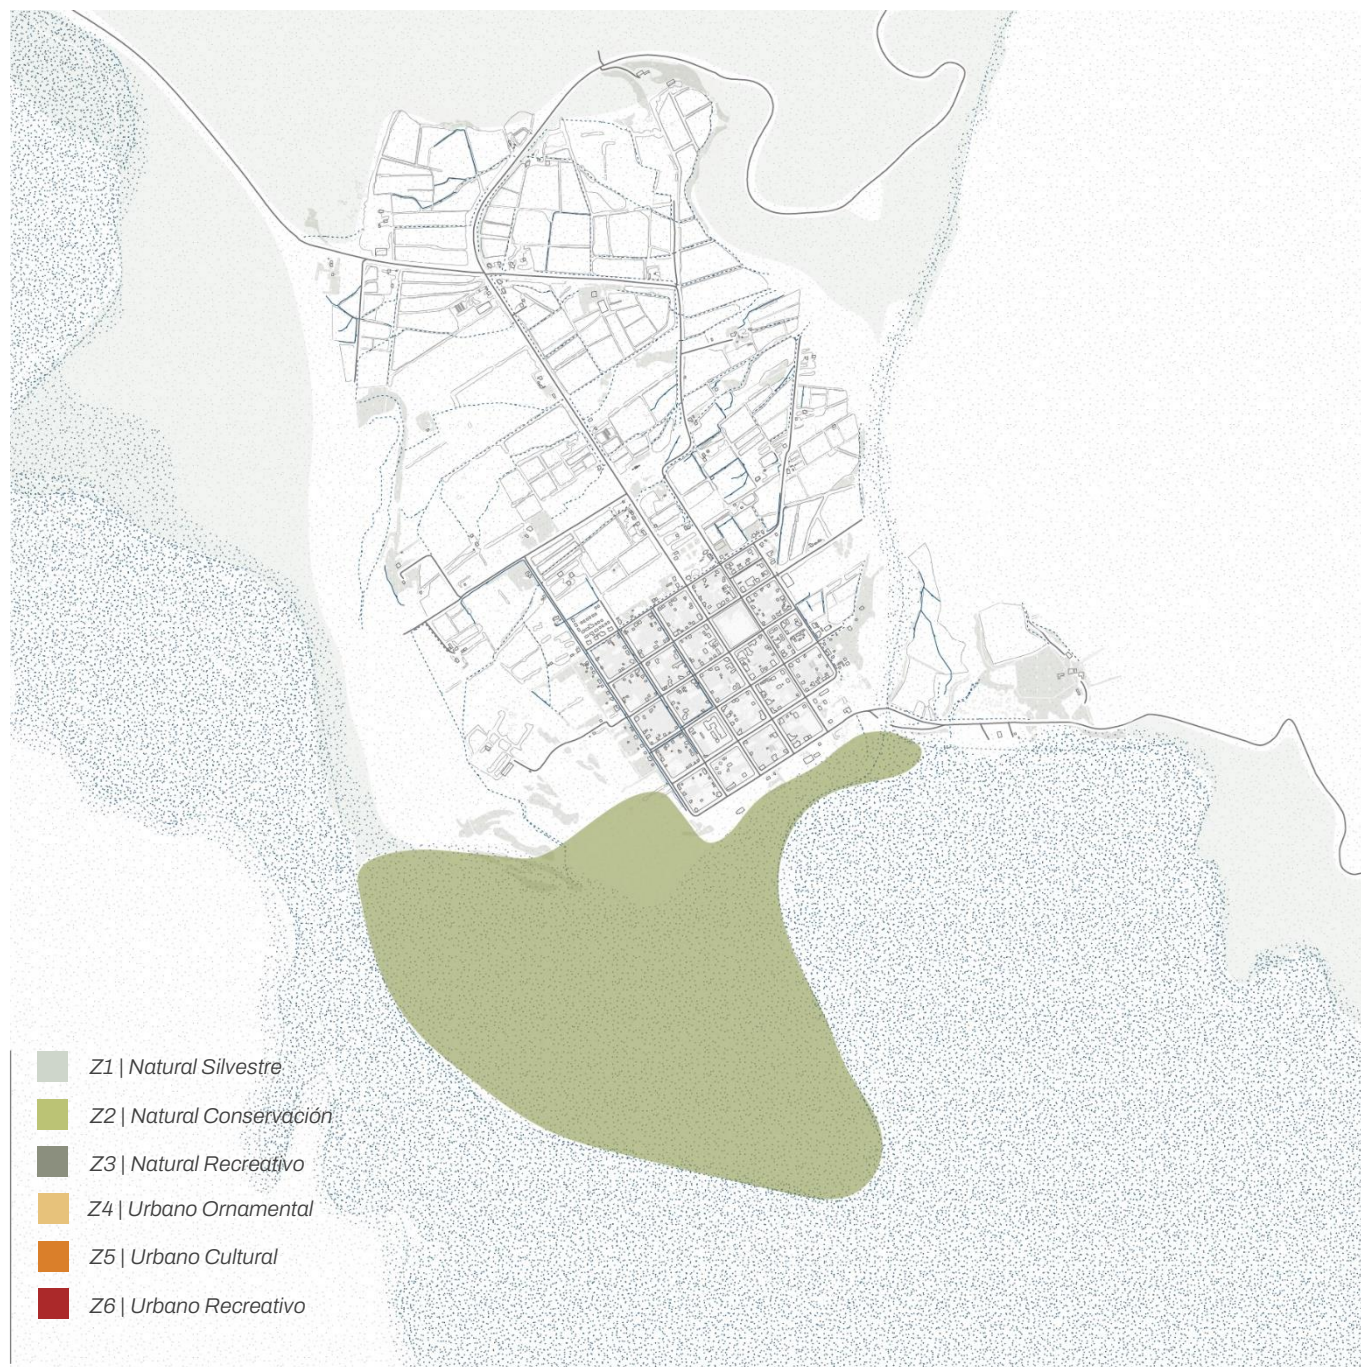 Z1 | Natural Silvestre
Z2 | Natural Conservación
Z3 | Natural Recreativo
Z4 | Urbano Ornamental
Z5 | Urbano Cultural
Z6 | Urbano Recreativo